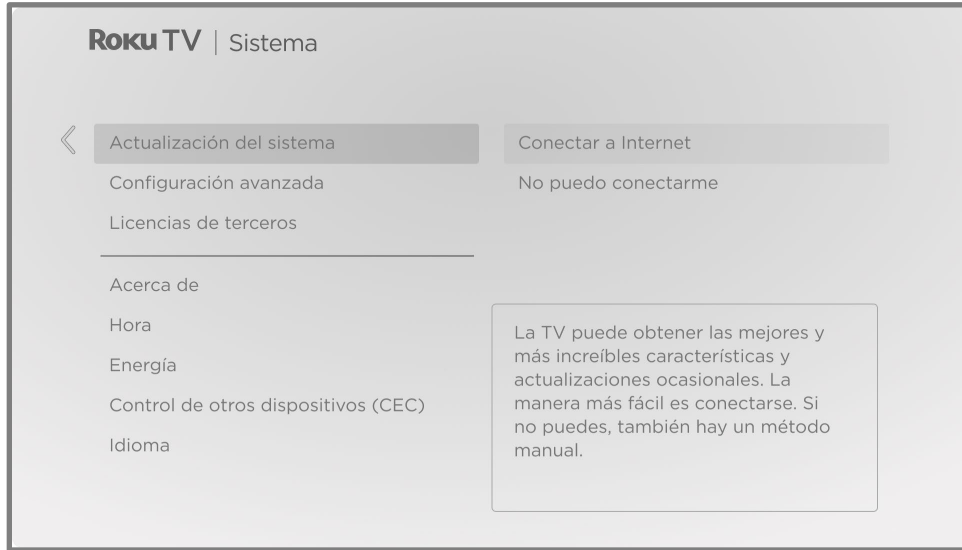 Roku TV | Sistema
Actualización del sistema
Configuración avanzada
Licencias de terceros
Acerca de
Hora
Energía
Control de otros dispositivos (CEC)
Idioma
Conectar a Internet
No puedo conectarme
La TV puede obtener las mejores y
más increíbles características y
actualizaciones ocasionales. La
manera más fácil es conectarse. Si
no puedes, también hay un método
manual.